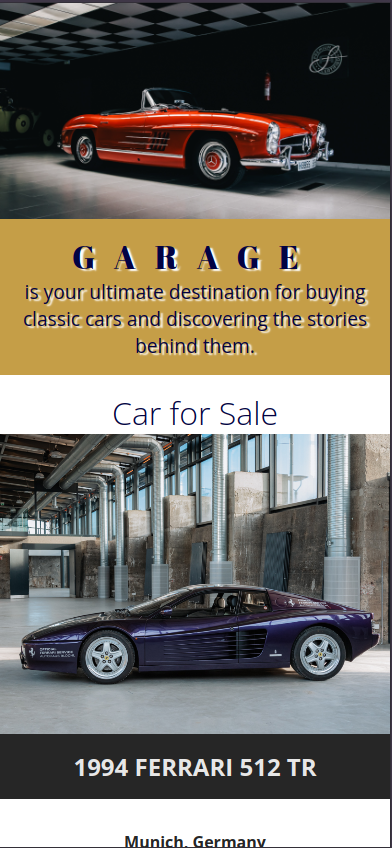 G A R A G E
is your ultimate destination for buying
classic cars and discovering the stories
behind them.
Car for Sale
1994 FERRARI 512 TR
Munich, Germany